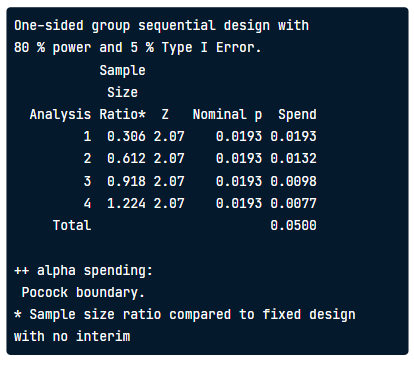 One-sided group sequential design with
80 % power and 5 % Type I Error.
Sample
Size
Analysis Ratio* Z Nominal p Spend
1 0.306 2.07 0.0193 0.0193
2 0.612 2.07 0.0193 0.0132
3 0.918 2.07 0.0193 0.0098
4 1.224 2.07 0.0193 0.0077
Total 0.0500
++ alpha spending:
Pocock boundary.
* Sample size ratio compared to fixed design
with no interim